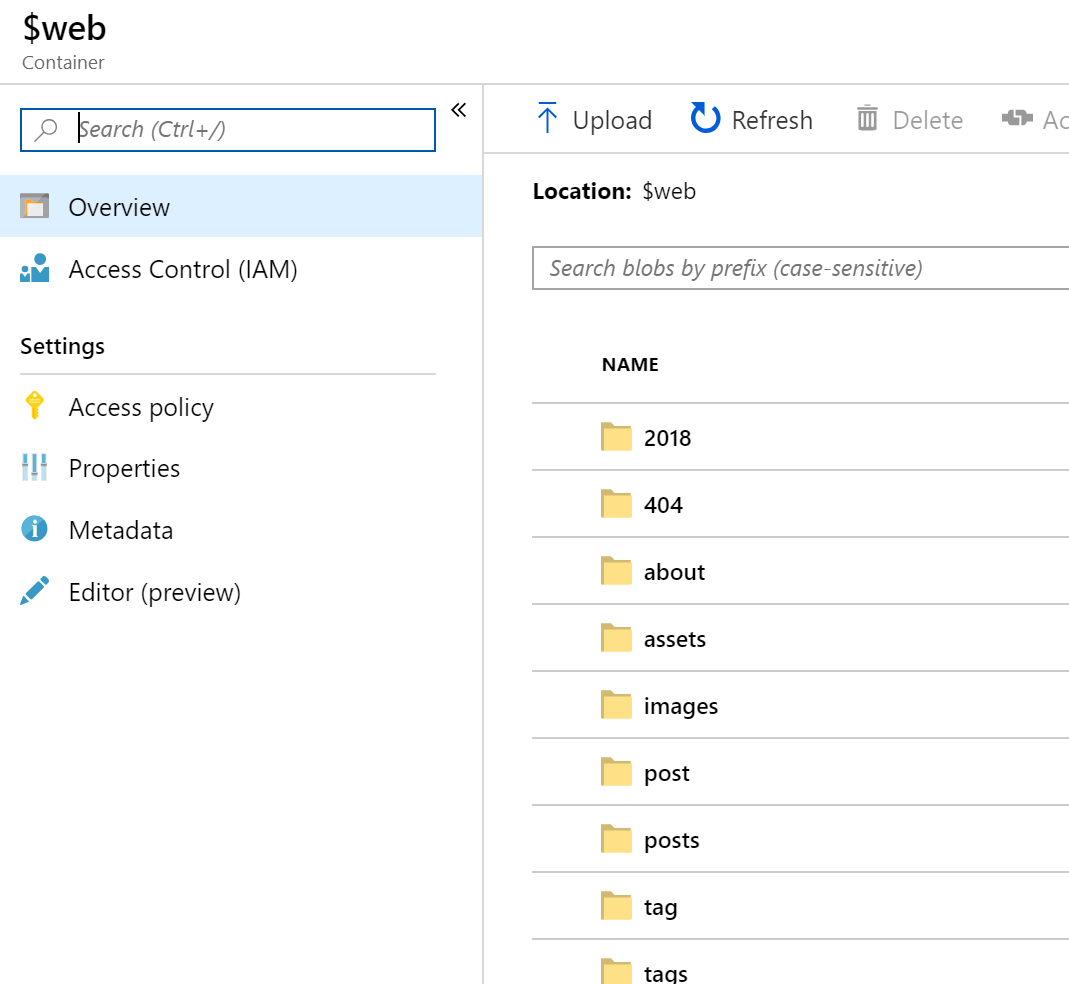 $web
Container
Search (Ctrl+/)
Overview
Access Control (IAM)
Settings
Access policy
Properties
Metadata
Editor (preview)
Upload Refresh Delete Ac
Location: $web
Search blobs by prefix (case-sensitive)
NAME
2018
404
about
assets
images
post
posts
tag
tags